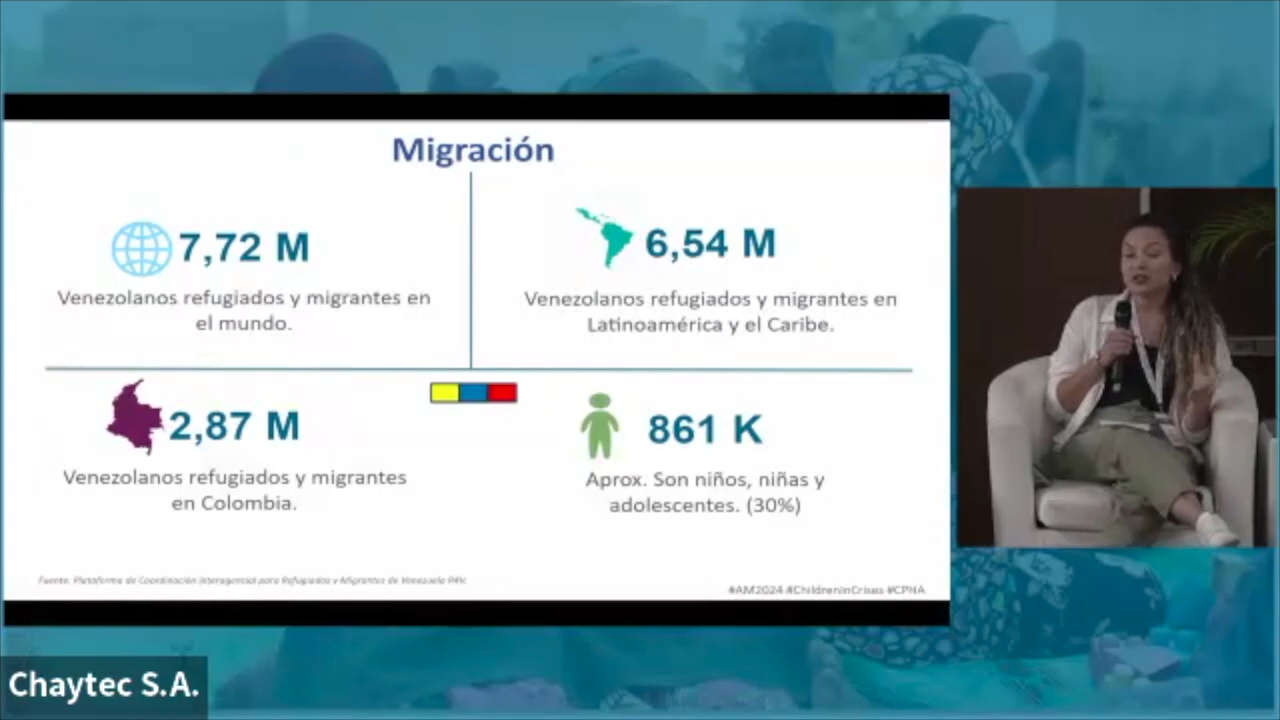 Migración
7,72 M
Venezolanos refugiados y migrantes en
el mundo.
6,54 M
Venezolanos refugiados y migrantes en
Latinoamérica y el Caribe.
2,87 M
Venezolanos refugiados y migrantes
en Colombia.
861 K
Aprox. Son niños, niñas y
adolescentes. (30%)
Fuente: Plataforma de Coordinación Interagencial para Refugiados y Migrantes de Venezuela R4V.
#AM2024 #ChildrenInCrises #CPHA
Chaytec S.A.